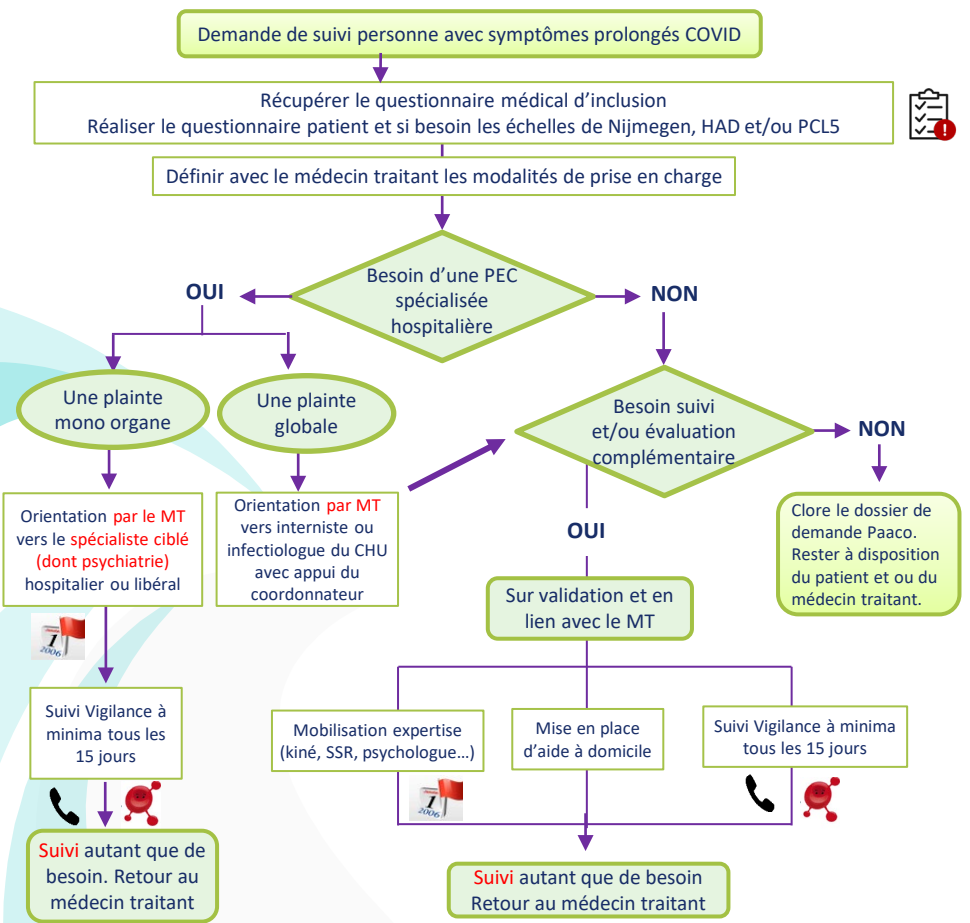 Demande de suivi personne avec symptômes prolongés COVID
Récupérer le questionnaire médical d’inclusion
Réaliser le questionnaire patient et si besoin les échelles de Nijmegen, HAD et/ou PCL5
Définir avec le médecin traitant les modalités de prise en charge
Besoin d’une PEC
spécialisée
hospitalière
OUI
NON
Une plainte
mono organe
Une plainte
globale
Besoin suivi
et/ou évaluation
complémentaire
NON
Orientation par le MT
vers le spécialiste ciblé
(dont psychiatrie)
hospitalier ou libéral
Orientation par MT
vers interniste ou
infectiologue du CHU
avec appui du
coordonnateur
OUI
Clore le dossier de
demande Paaco.
Rester à disposition
du patient et ou du
médecin traitant.
Sur validation et en
lien avec le MT
1
2006
Suivi Vigilance à
minima tous les
15 jours
Mobilisation expertise
(kiné, SSR, psychologue…)
Mise en place
d’aide à domicile
Suivi Vigilance à minima
tous les 15 jours
1
2006
Suivi autant que de
besoin. Retour au
médecin traitant
Suivi autant que de besoin
Retour au médecin traitant